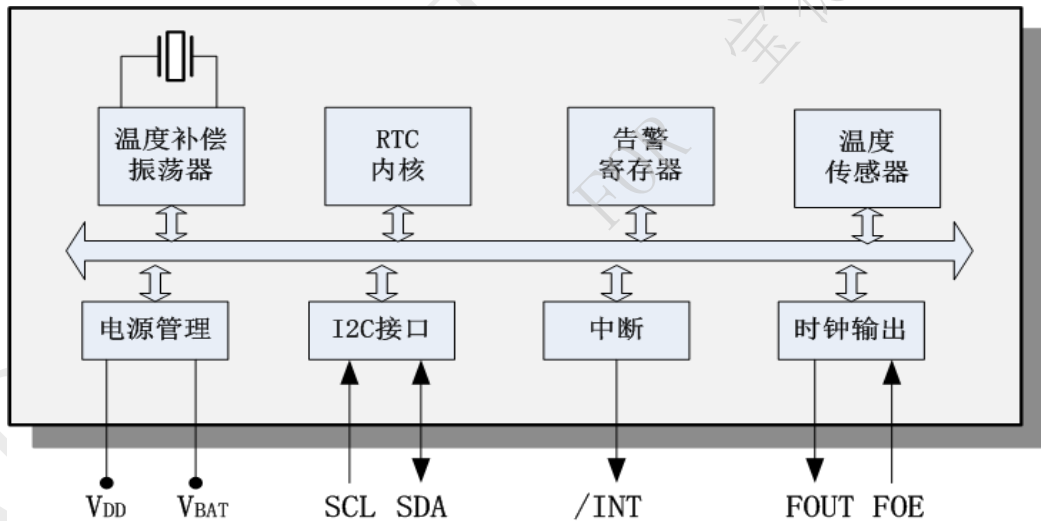 温度补偿
振荡器
RTC
内核
告警
寄存器
温度
传感器
电源管理
I2C接口
中断
时钟输出
VDD
VBAT
SCL
SDA
/INT
FOUT
FOE
FOR
宝